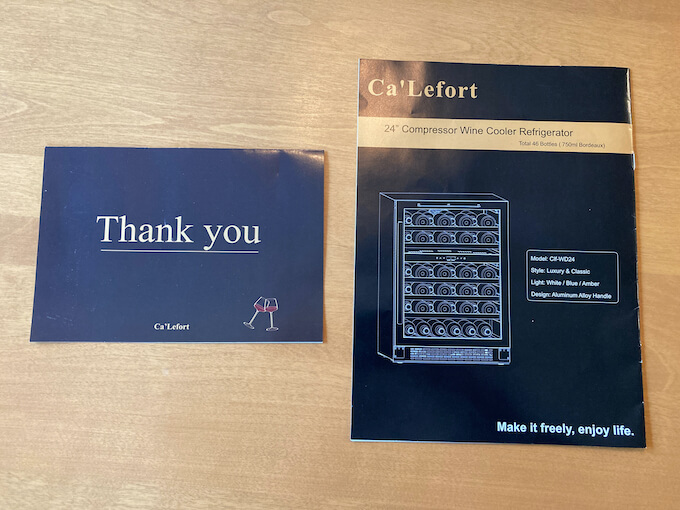 Thank you
Ca'Lefort
Ca'Lefort
24" Compressor Wine Cooler Refrigerator
Total 46 Bottles ( 750ml Bordeaux)
Model: Clf-WD24
Style: Luxury & Classic
Light: White / Blue / Amber
Design: Aluminum Alloy Handle
Make it freely, enjoy life.